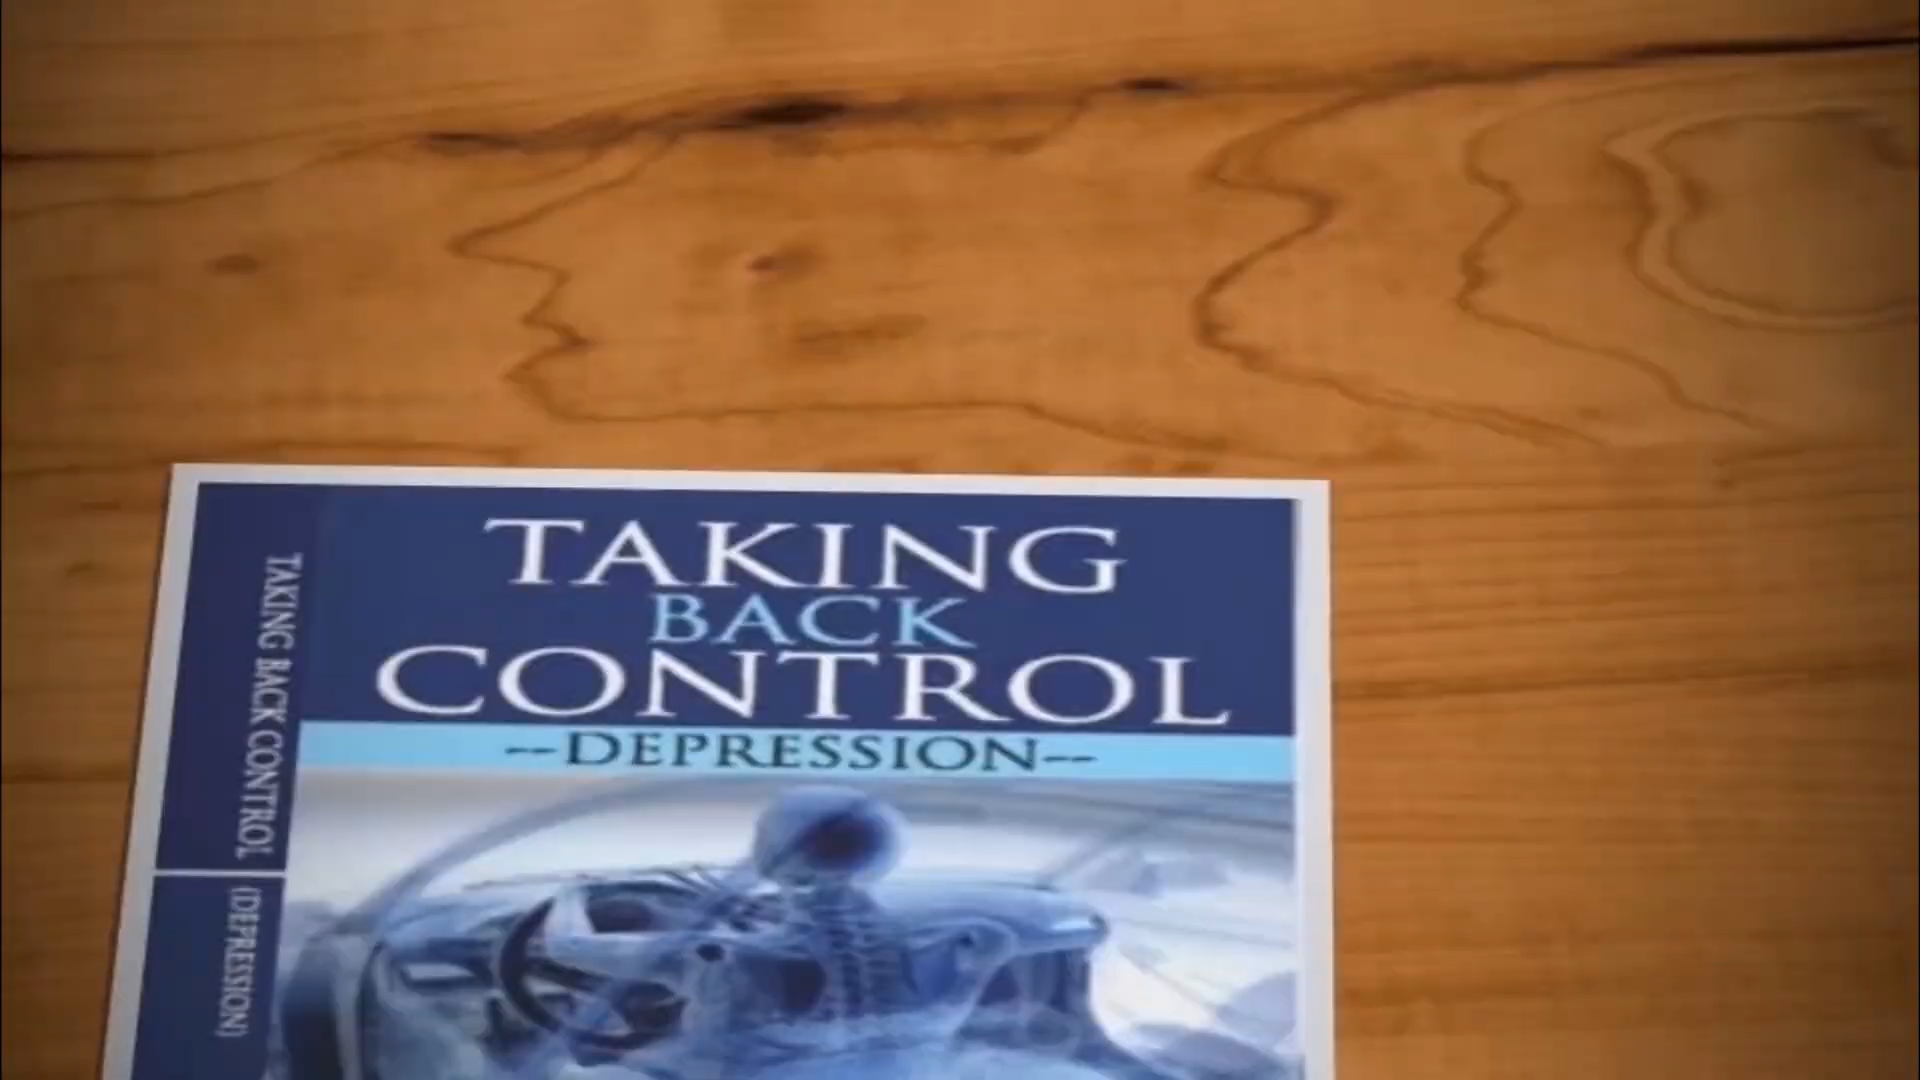 TAKING
BACK
CONTROL
--DEPRESSION--
TAKING BACK CONTROL
(DEPRESSION)